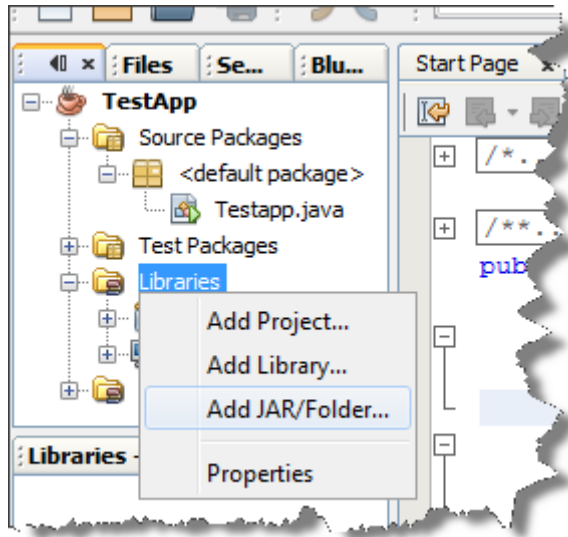 Files
Se...
Blu...
Start Page
TestApp
Source Packages
<default package>
Testapp.java
Test Packages
Libraries
Add Project...
Add Library...
Add JAR/Folder...
Properties
Libraries -
/*..
/**..
pub